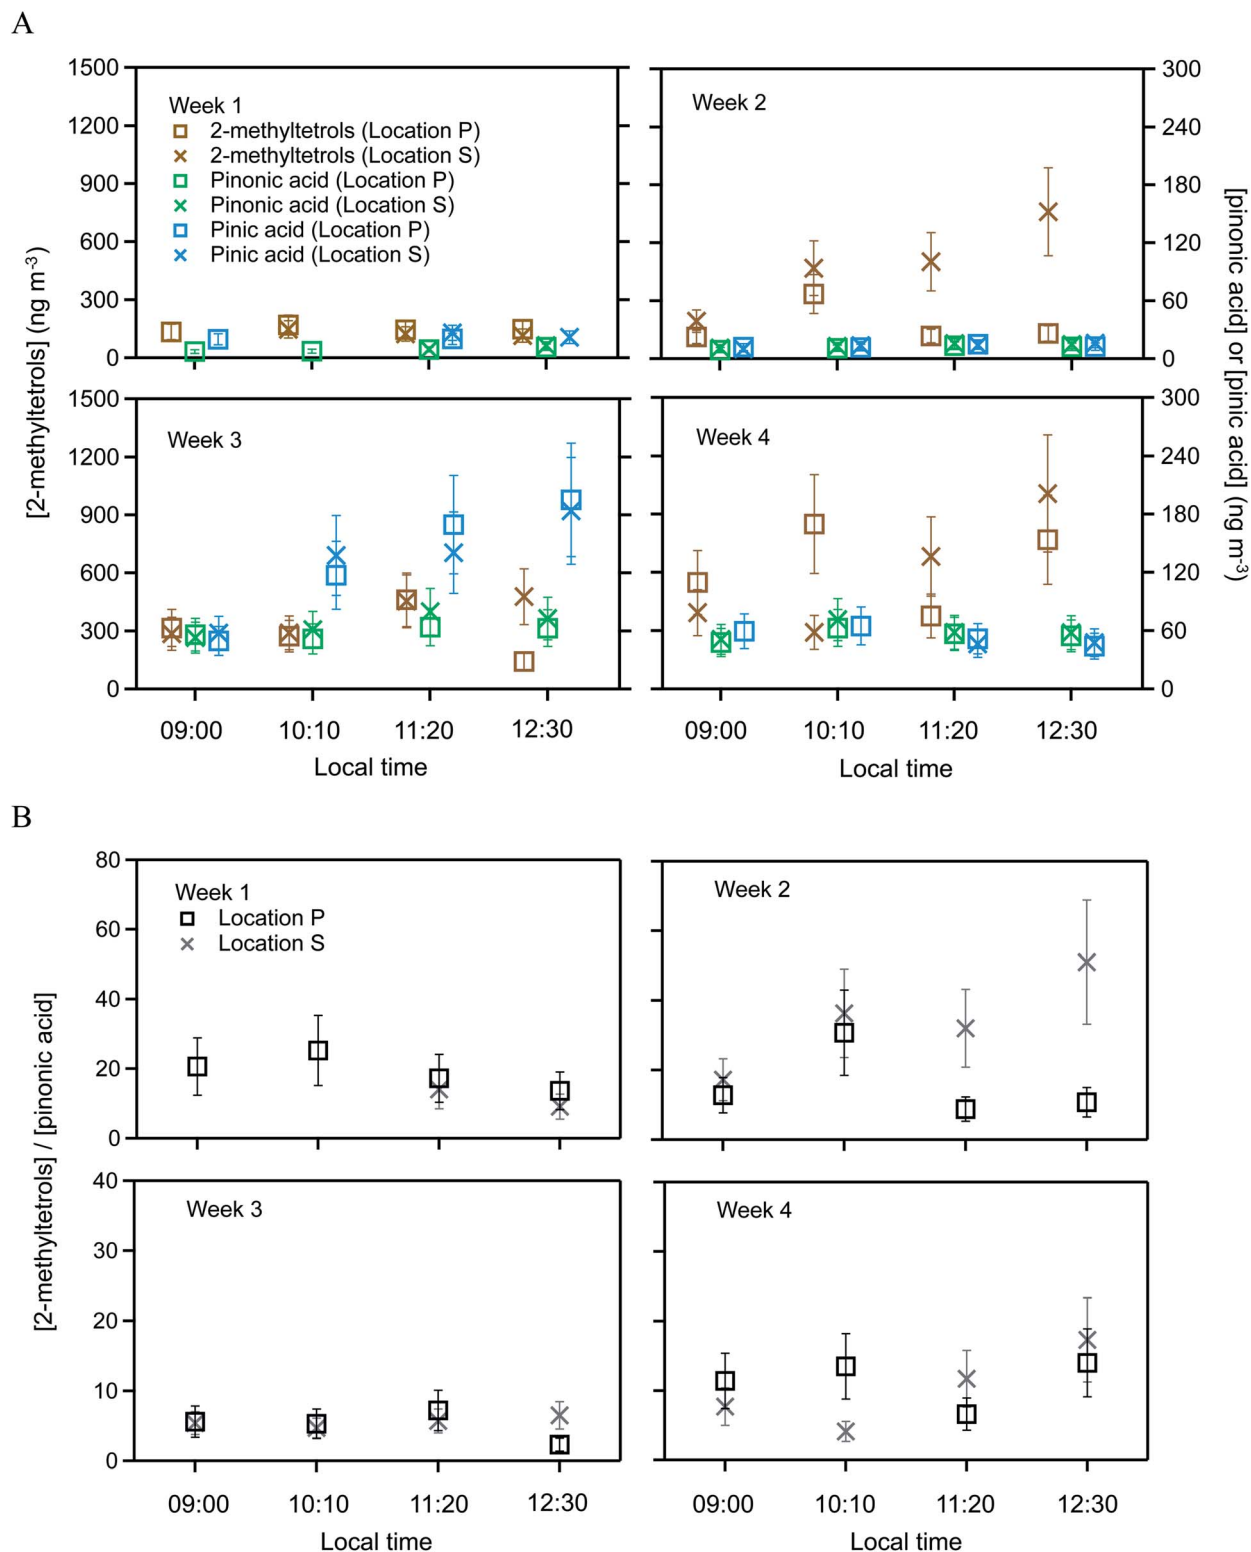 A
[2-methyltetrols] (ng m-3)
1500
1200
900
600
300
0
Week 1
2-methyltetrols (Location P)
2-methyltetrols (Location S)
Pinonic acid (Location P)
Pinonic acid (Location S)
Pinic acid (Location P)
Pinic acid (Location S)
Week 2
300
240
180
120
60
0
[pinonic acid] or [pinic acid] (ng m-3)
1500
1200
900
600
300
0
Week 3
09:00 10:10 11:20 12:30
Local time
Week 4
300
240
180
120
60
0
09:00 10:10 11:20 12:30
Local time
B
[2-methyltetrols] / [pinonic acid]
80
60
40
20
0
Week 1
Location P
Location S
Week 2
40
30
20
10
0
Week 3
09:00 10:10 11:20 12:30
Local time
Week 4
09:00 10:10 11:20 12:30
Local time